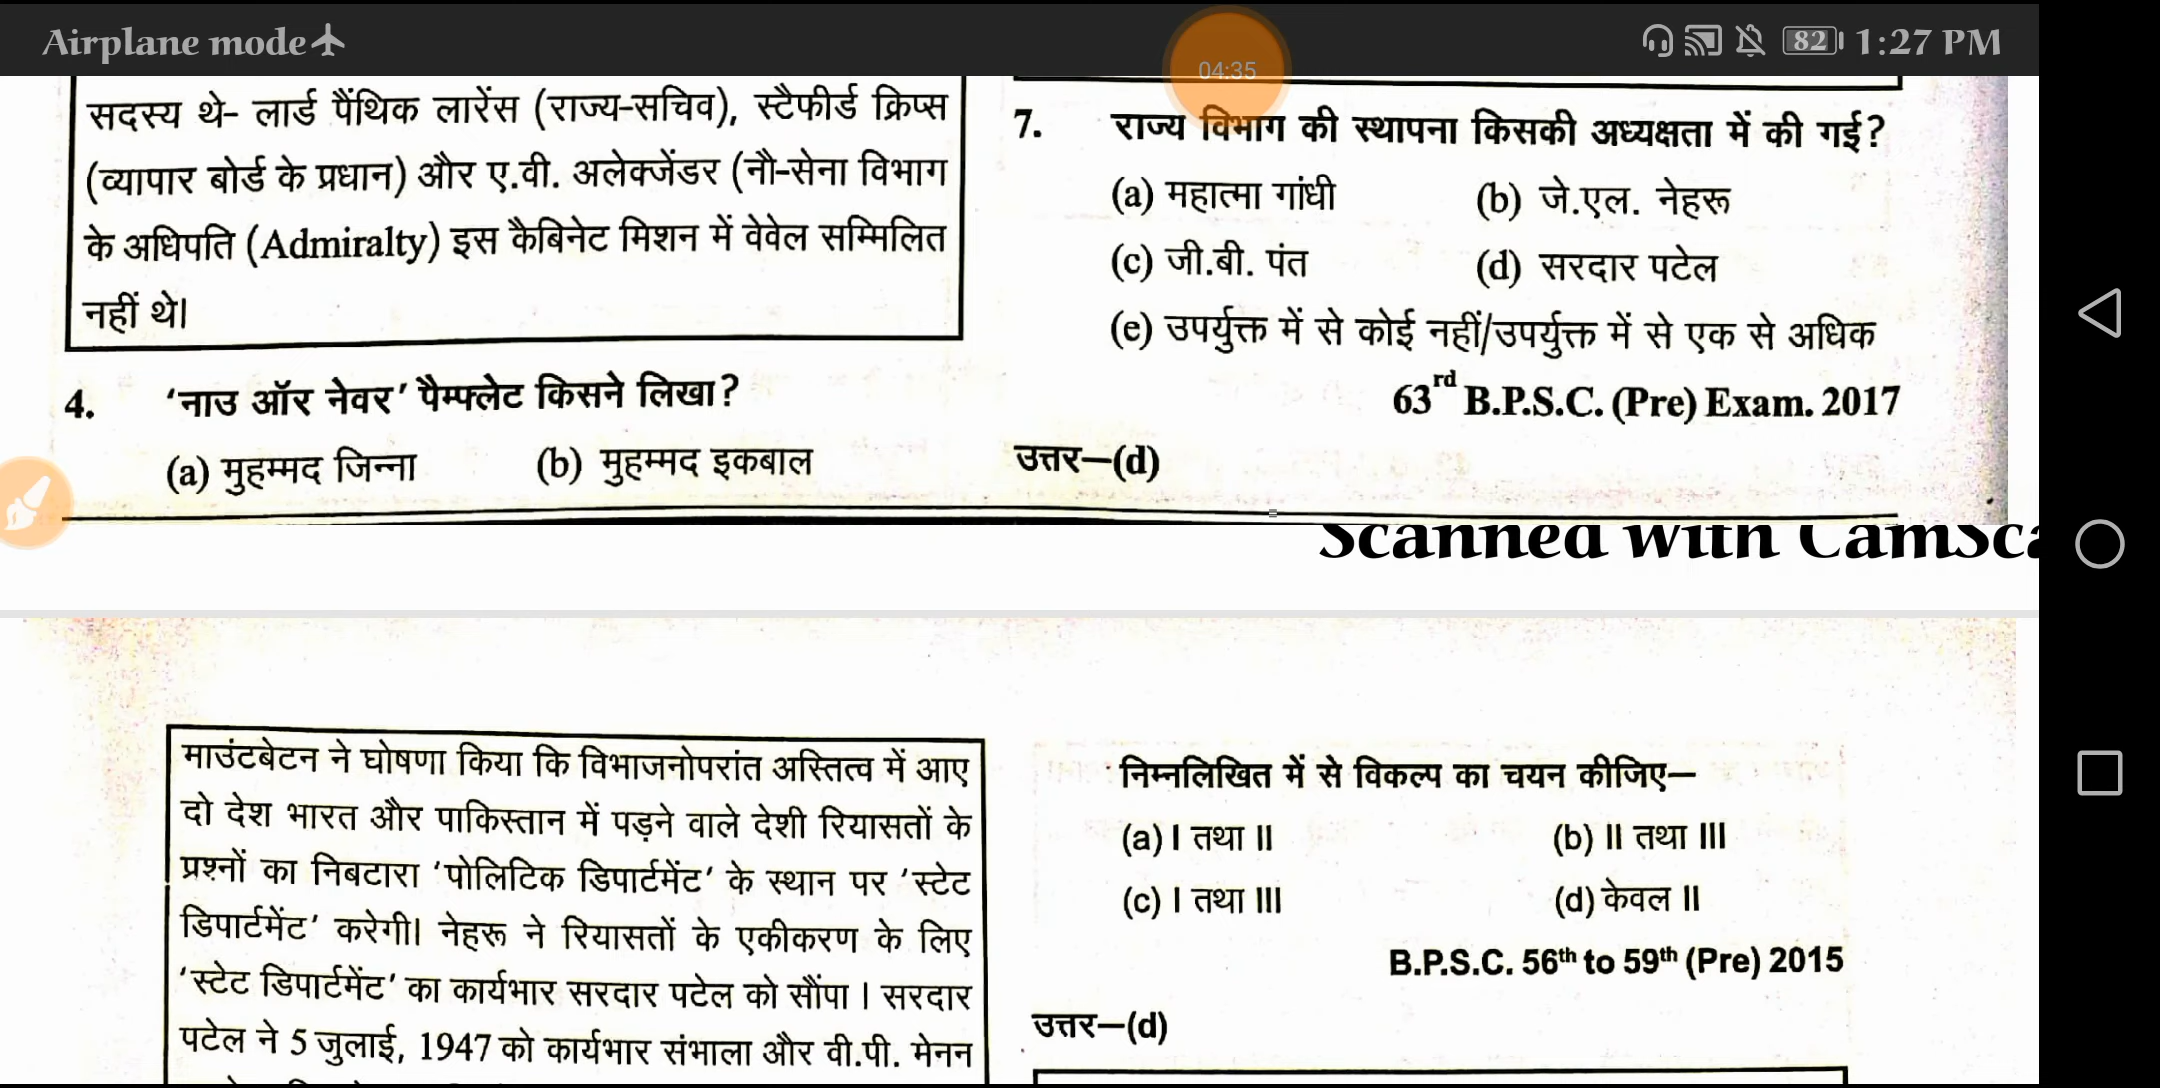 Airplane mode
82 1:27 PM
04:35
सदस्य थे- लार्ड पैंथिक लारेंस (राज्य-सचिव), स्टैफीर्ड क्रिप्स
(व्यापार बोर्ड के प्रधान) और ए.वी. अलेक्जेंडर (नौ-सेना विभाग
के अधिपति (Admiralty) इस कैबिनेट मिशन में वेवेल सम्मिलित
नहीं थे।
4. ‘नाउ ऑर नेवर’ पैम्फ्लेट किसने लिखा?
(a) मुहम्मद जिन्ना (b) मुहम्मद इकबाल
7. राज्य विभाग की स्थापना किसकी अध्यक्षता में की गई?
(a) महात्मा गांधी (b) जे.एल. नेहरू
(c) जी.बी. पंत (d) सरदार पटेल
(e) उपर्युक्त में से कोई नहीं/उपर्युक्त में से एक से अधिक
63rd B.P.S.C. (Pre) Exam. 2017
उत्तर—(d)
Scanned with CamSca
माउंटबेटन ने घोषणा किया कि विभाजनोपरांत अस्तित्व में आए
दो देश भारत और पाकिस्तान में पड़ने वाले देशी रियासतों के
प्रश्नों का निबटारा ‘पोलिटिक डिपार्टमेंट’ के स्थान पर ‘स्टेट
डिपार्टमेंट’ करेगी। नेहरू ने रियासतों के एकीकरण के लिए
‘स्टेट डिपार्टमेंट’ का कार्यभार सरदार पटेल को सौंपा । सरदार
पटेल ने 5 जुलाई, 1947 को कार्यभार संभाला और वी.पी. मेनन
निम्नलिखित में से विकल्प का चयन कीजिए—
(a) I तथा II (b) II तथा III
(c) I तथा III (d) केवल II
B.P.S.C. 56th to 59th (Pre) 2015
उत्तर—(d)